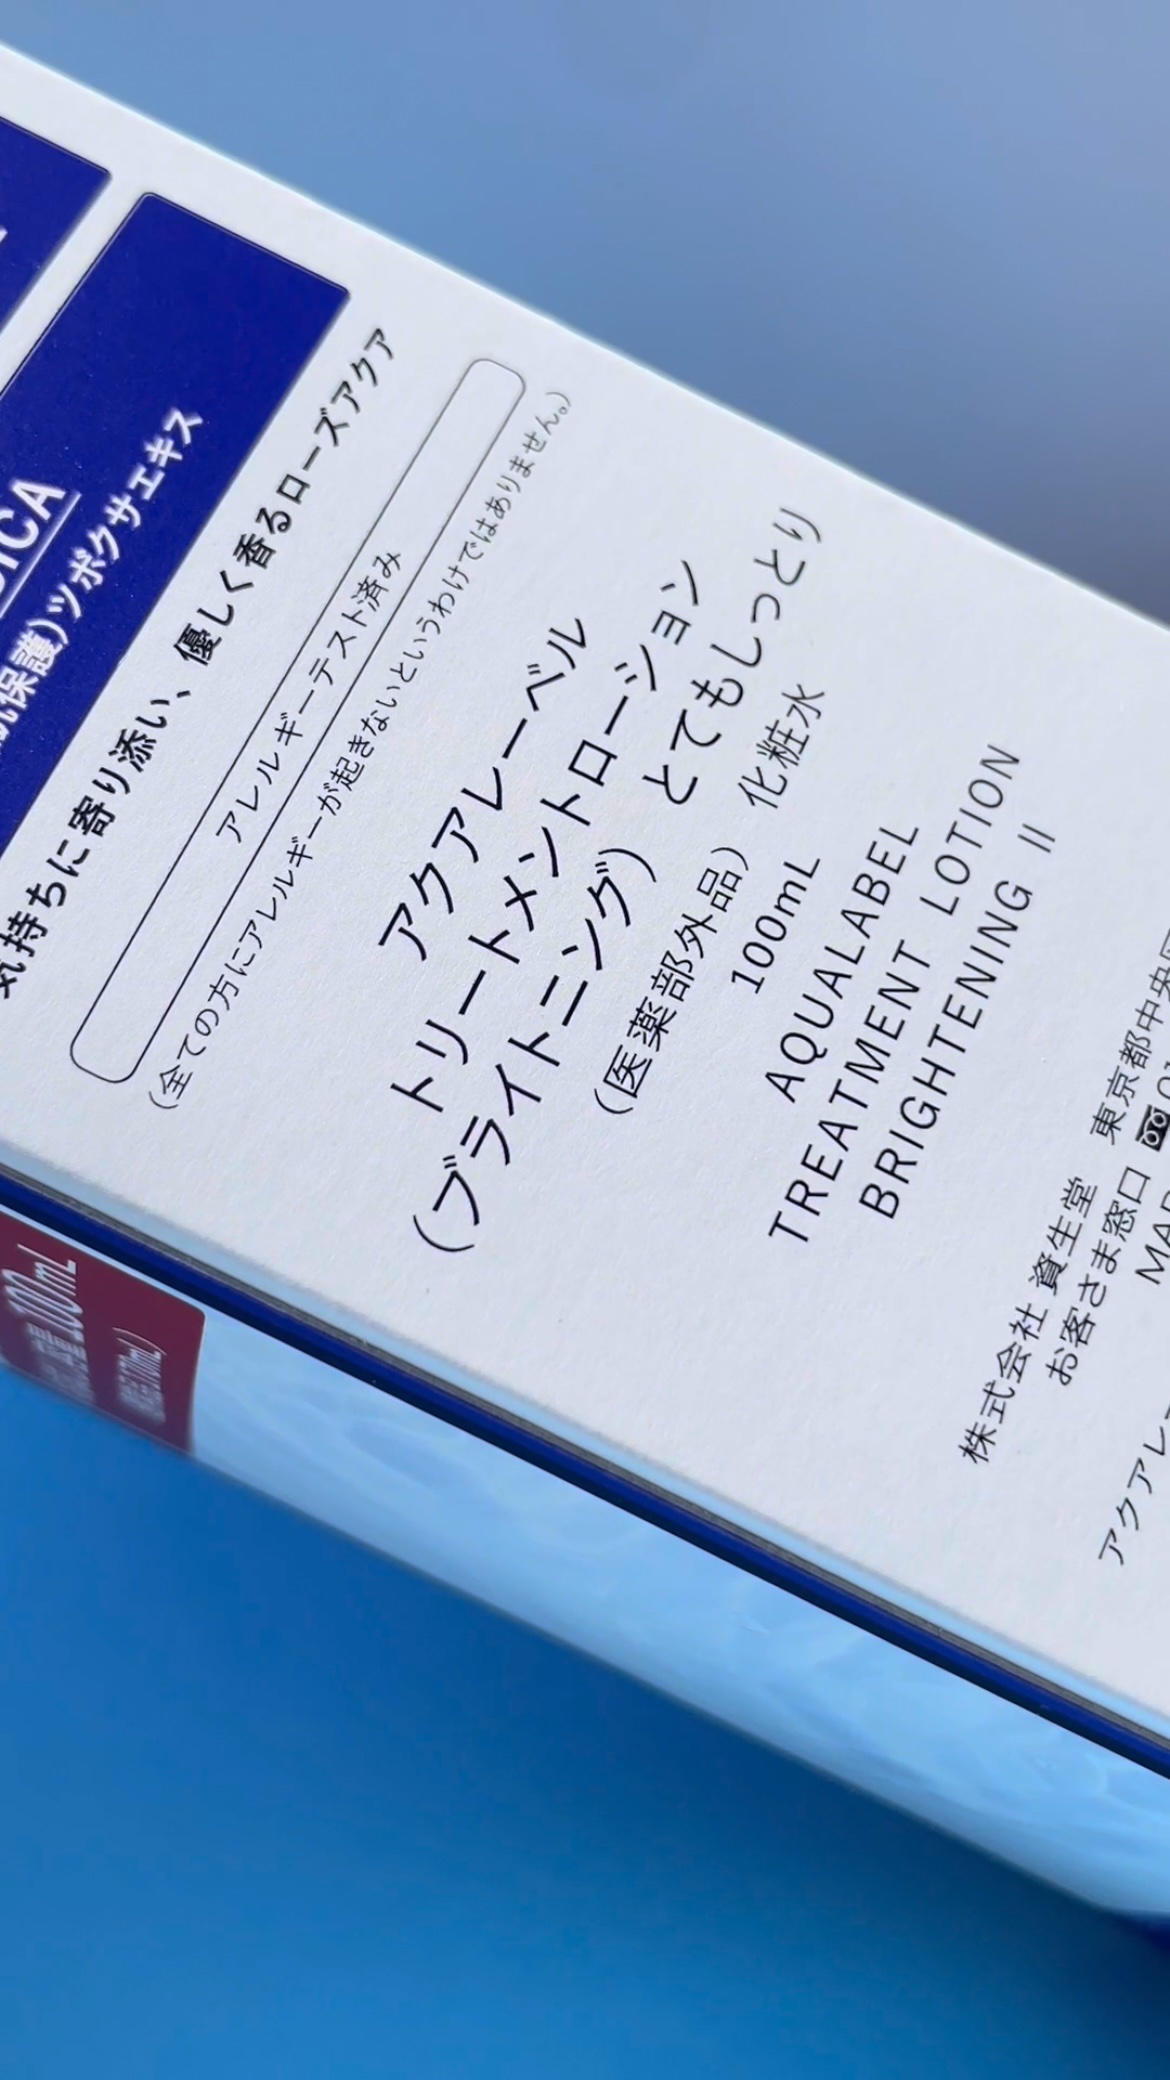 CICA
ツボクサエキス
気持ちに寄り添い、優しく香るローズアクア
アレルギーテスト済み
(全ての方にアレルギーが起きないというわけではありません。)
アクアレーベル
トリートメントローション
(ブライトニング) とてもしっとり
(医薬部外品) 化粧水
100mL
AQUALABEL
TREATMENT LOTION
BRIGHTENING II
株式会社 資生堂 東京都中央区
お客さま窓口
アクアレー
100mL